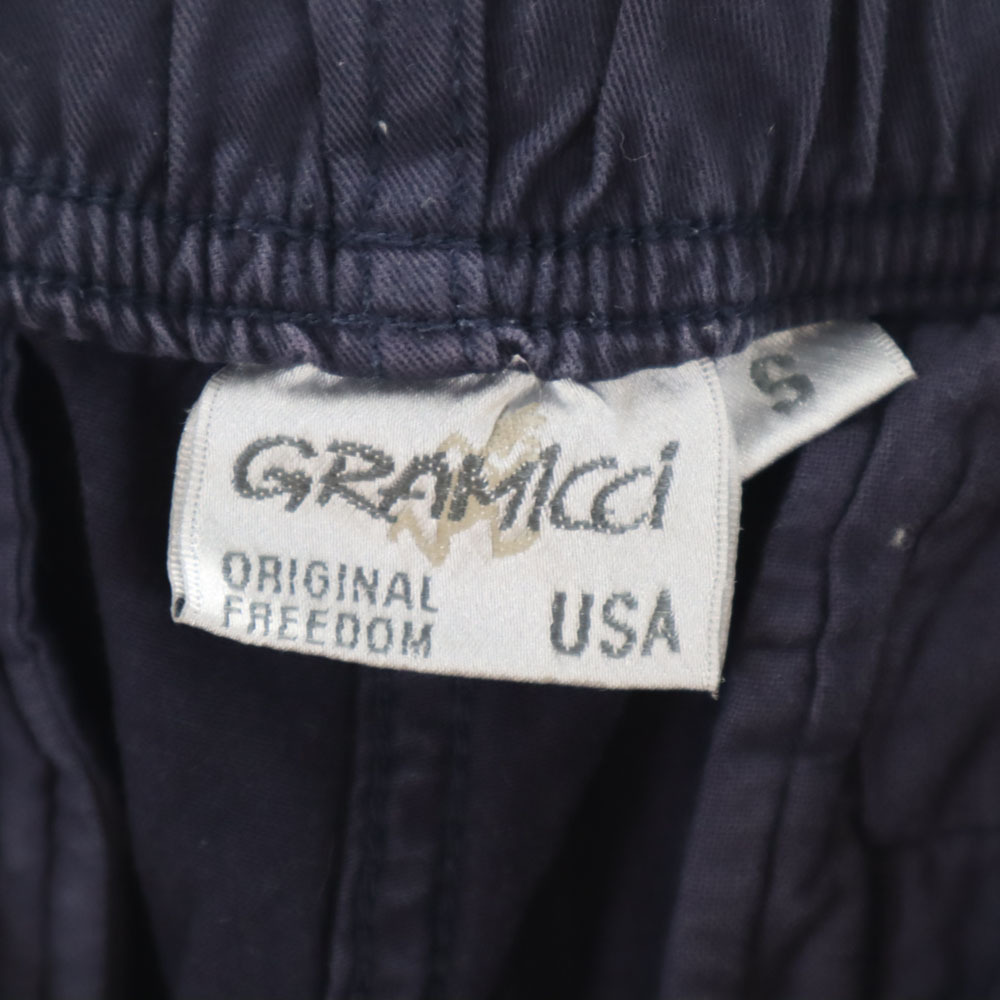 S
GRAMicci
ORIGINAL
FREEDOM
USA